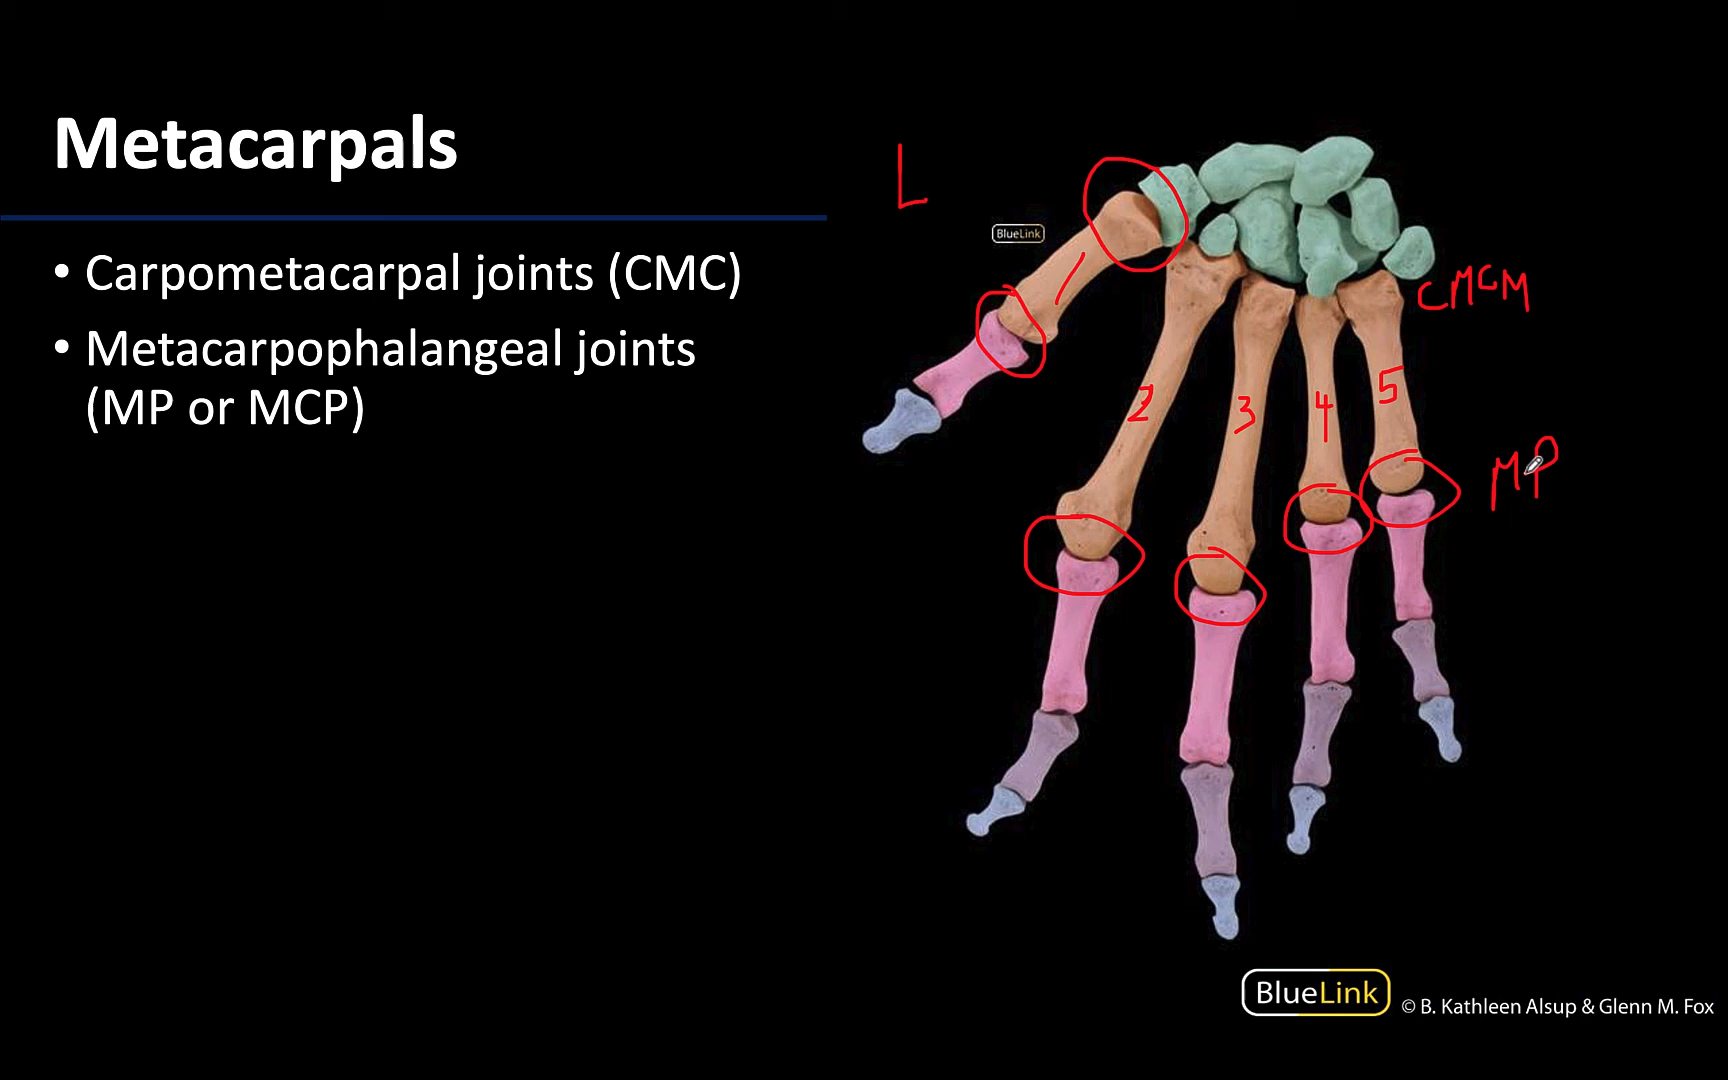 Metacarpals
• Carpometacarpal joints (CMC)
• Metacarpophalangeal joints
(MP or MCP)
L
BlueLink
1
2
3
4
5
CMCM
MP
BlueLink
© B. Kathleen Alsup & Glenn M. Fox